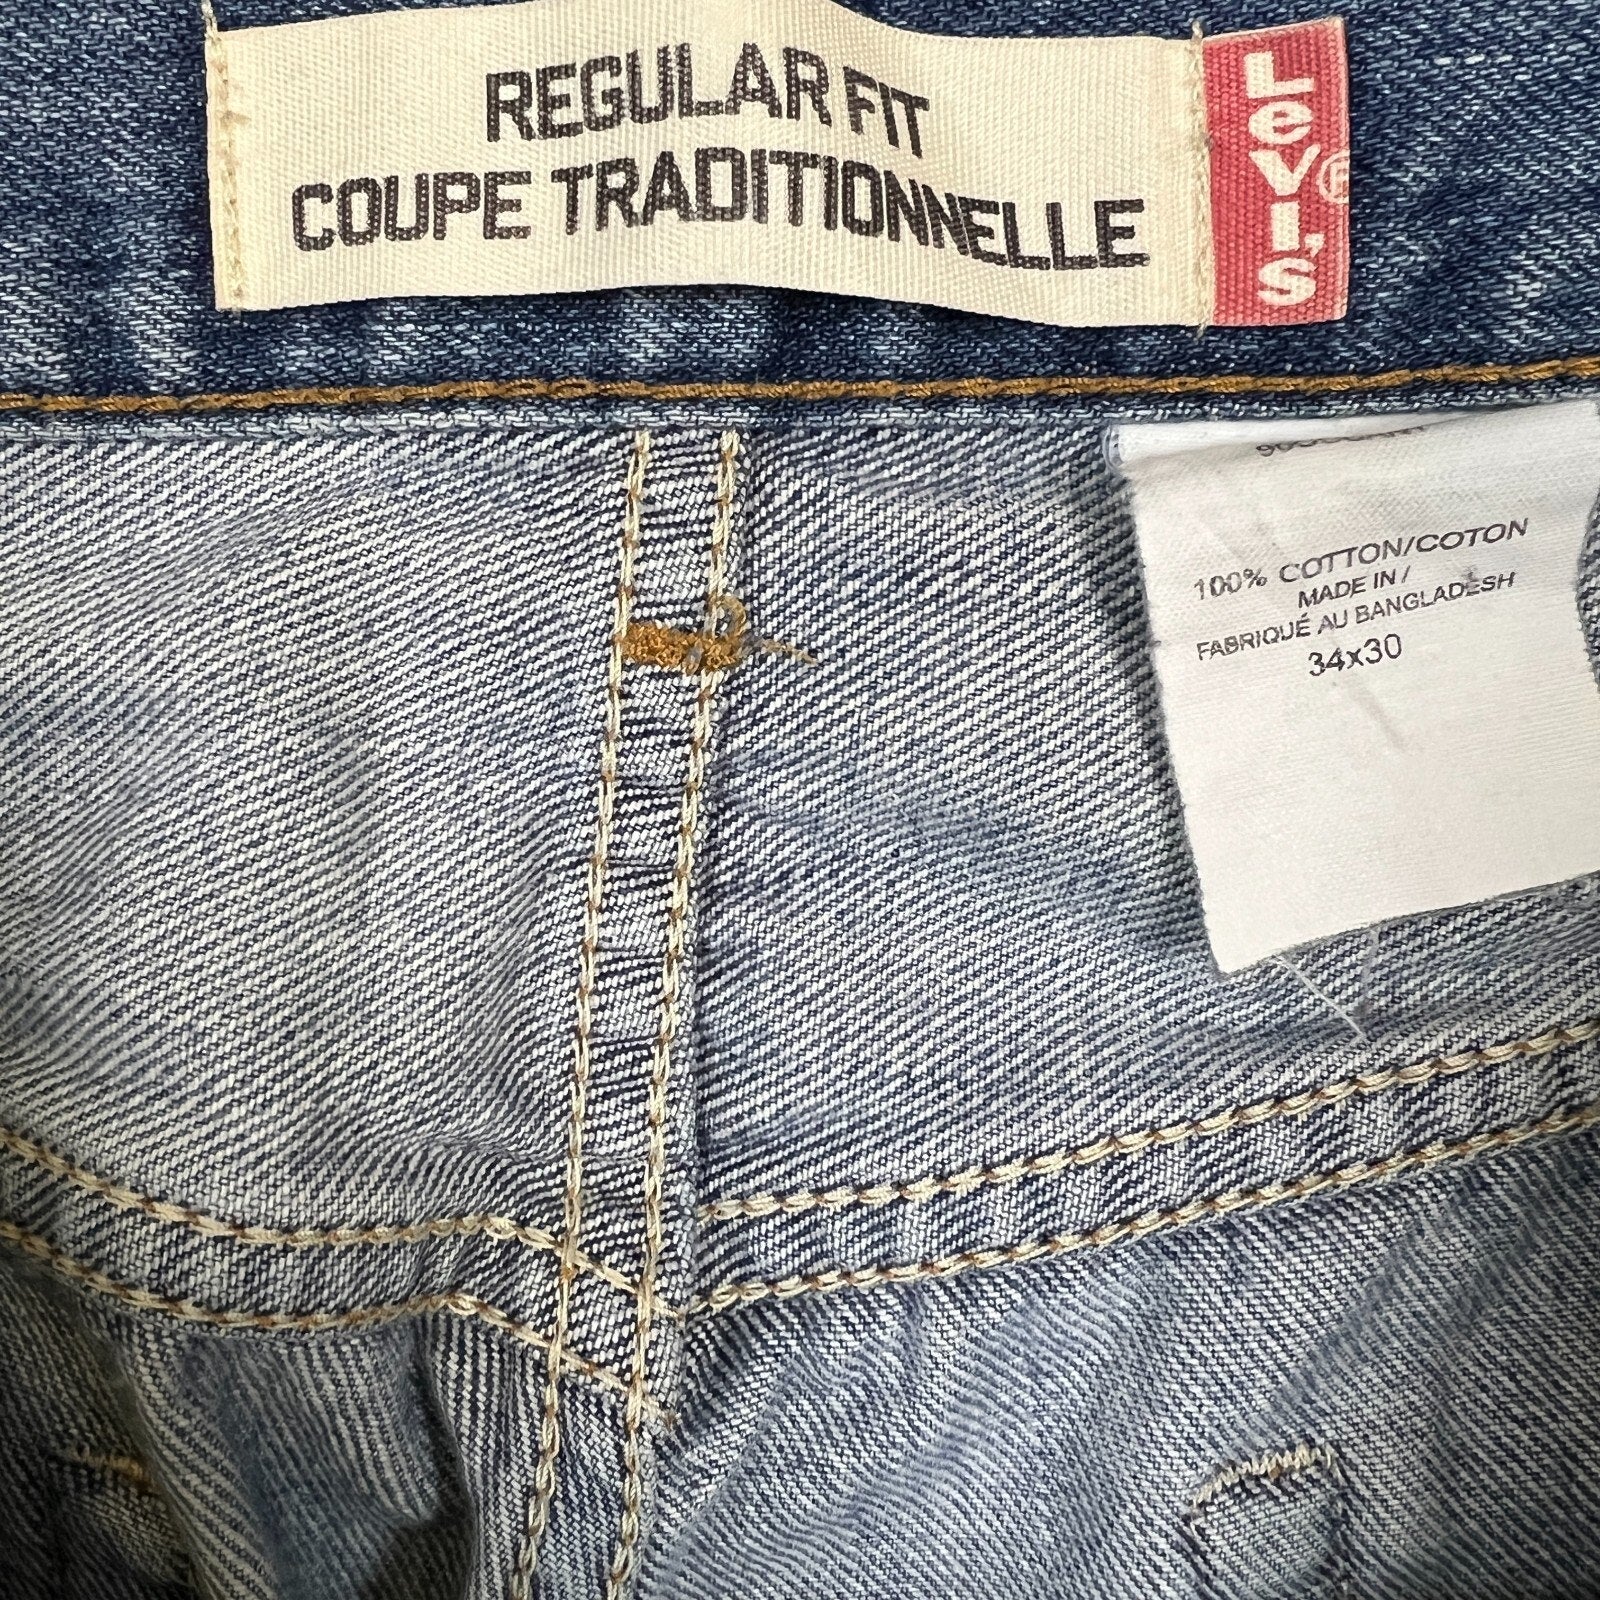 REGULAR FIT
COUPE TRADITIONNELLE
LeVI'S
®
100% COTTON/COTON
MADE IN /
FABRIQUÉ AU BANGLADESH
34x30